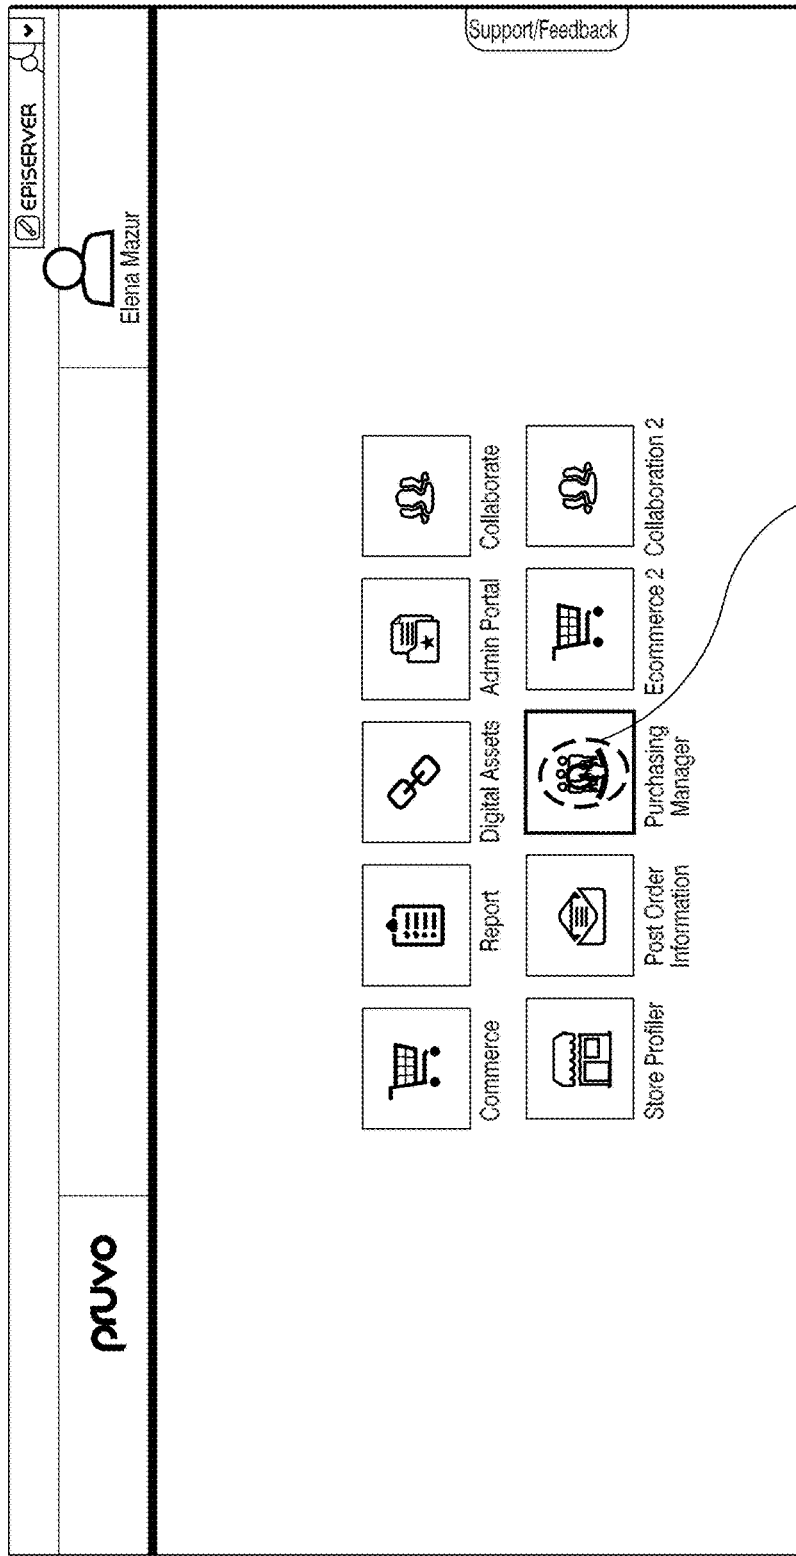 EPiSERVER
pruvo
Elena Mazur
Commerce
Report
Digital Assets
Admin Portal
Collaborate
Store Profiler
Post Order
Information
Purchasing
Manager
Ecommerce 2
Collaboration 2
Support/Feedback